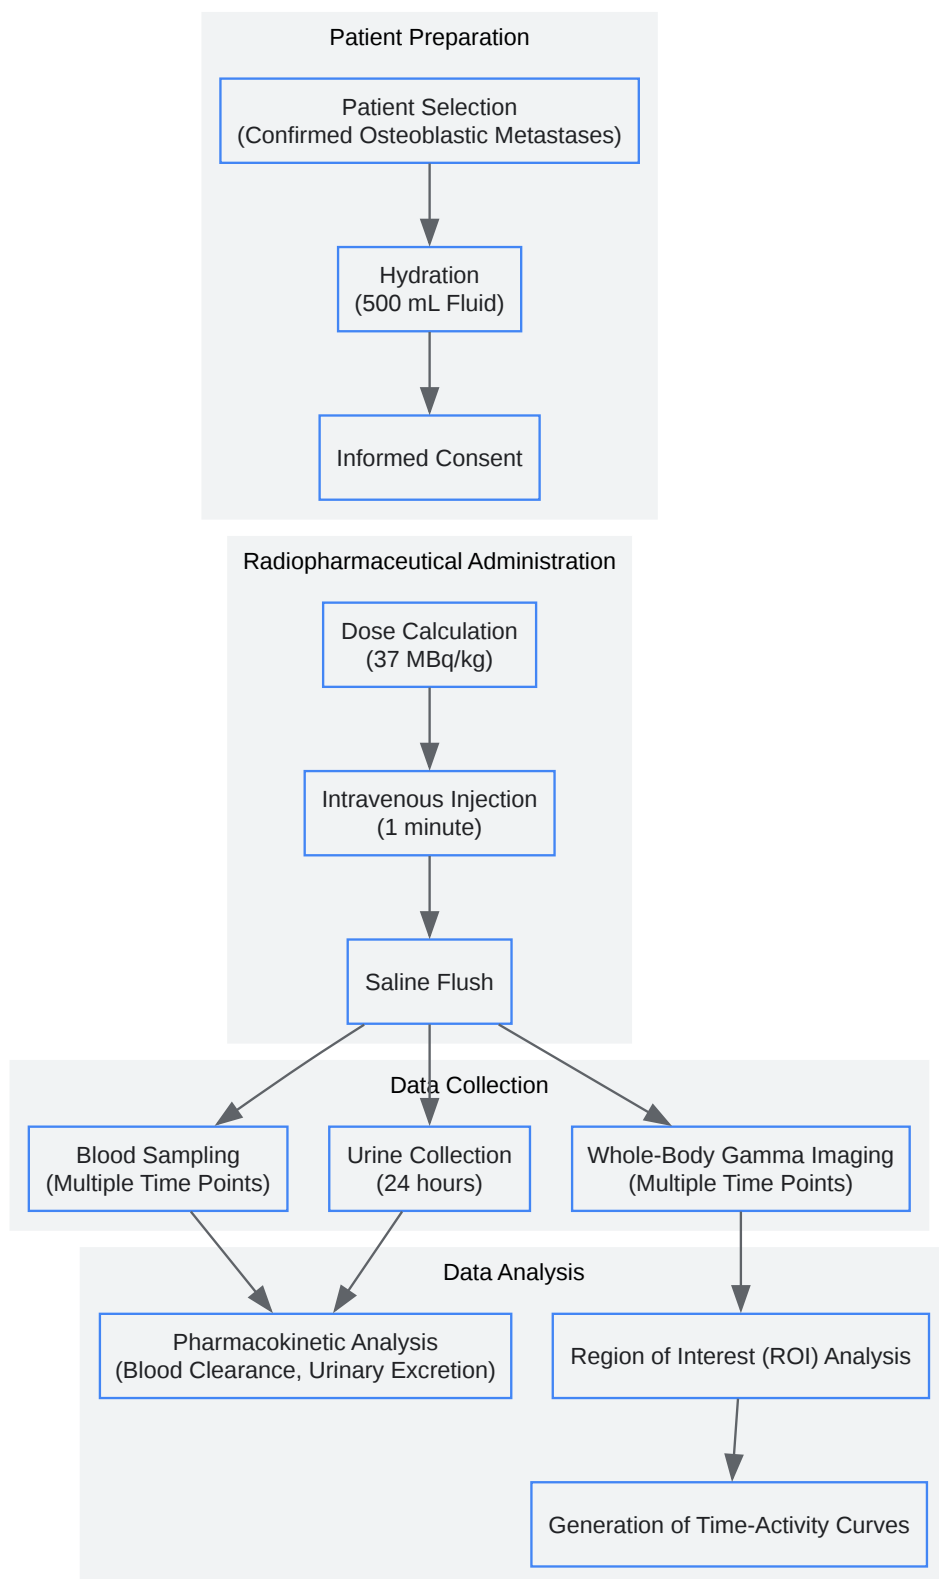 Patient Preparation
Patient Selection
(Confirmed Osteoblastic Metastases)
Hydration
(500 mL Fluid)
Informed Consent
Radiopharmaceutical Administration
Dose Calculation
(37 MBq/kg)
Intravenous Injection
(1 minute)
Saline Flush
Data Collection
Blood Sampling
(Multiple Time Points)
Urine Collection
(24 hours)
Whole-Body Gamma Imaging
(Multiple Time Points)
Data Analysis
Pharmacokinetic Analysis
(Blood Clearance, Urinary Excretion)
Region of Interest (ROI) Analysis
Generation of Time-Activity Curves